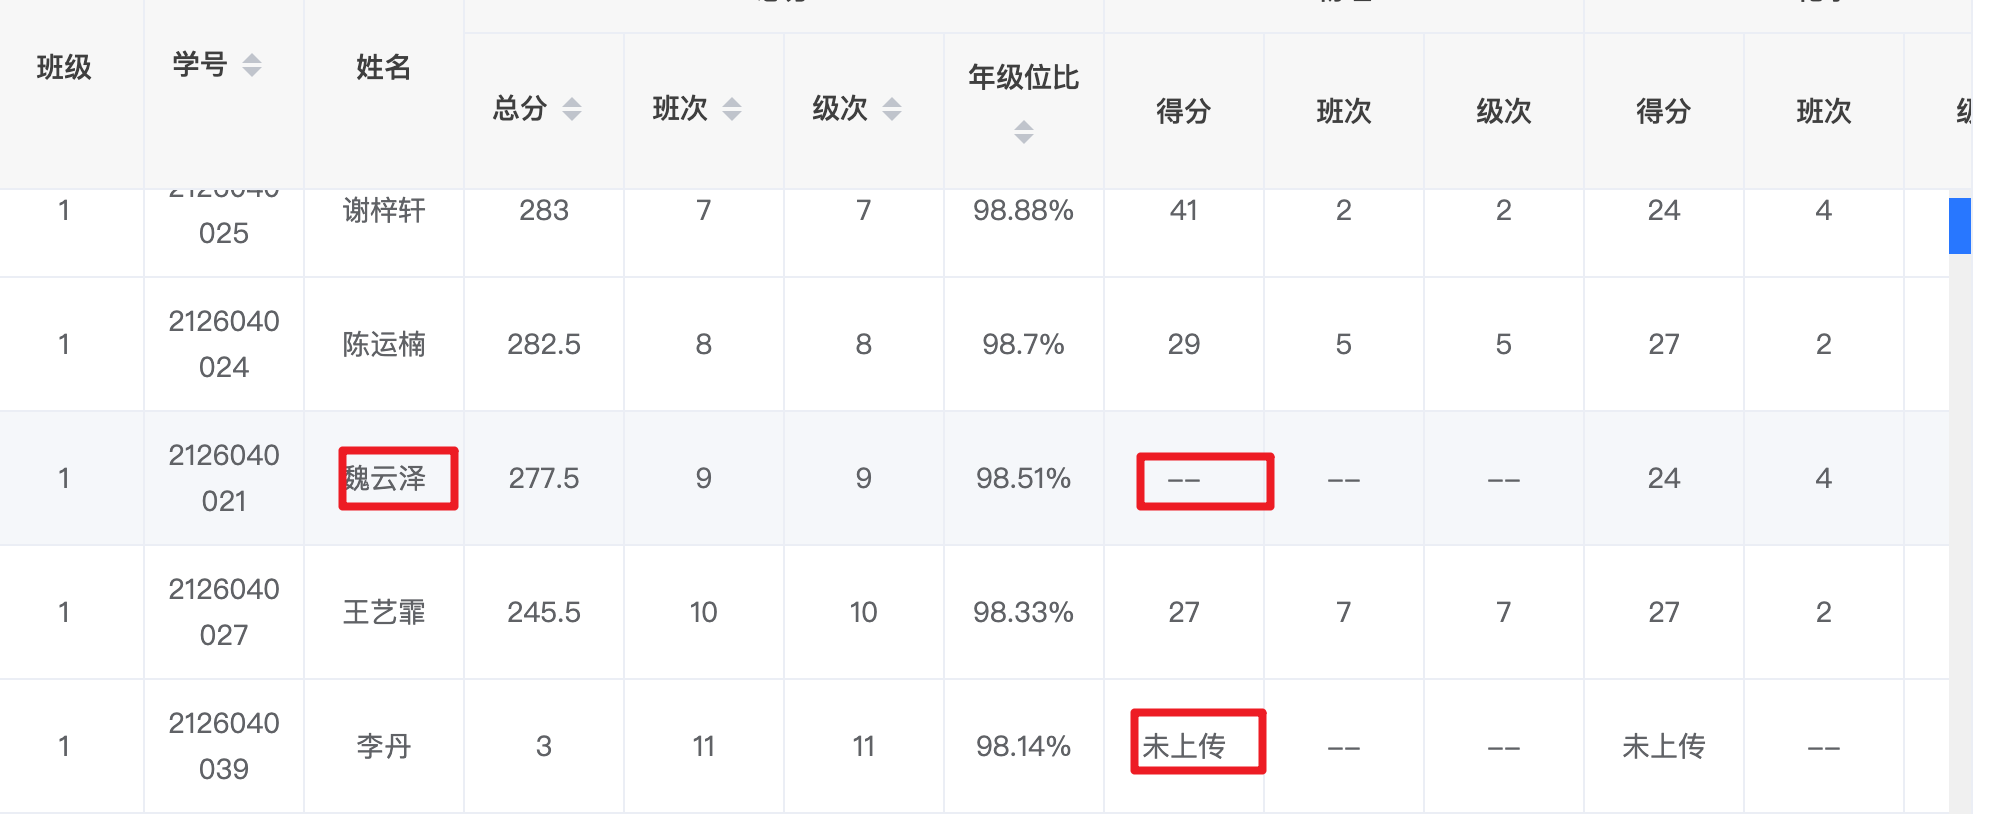 班级 学号 姓名
总分 班次 级次 年级位比 得分 班次 级次 得分 班次
1 2126040025 谢梓轩 283 7 7 98.88% 41 2 2 24 4
1 2126040024 陈运楠 282.5 8 8 98.7% 29 5 5 27 2
1 2126040021 魏云泽 277.5 9 9 98.51% -- -- -- 24 4
1 2126040027 王艺霏 245.5 10 10 98.33% 27 7 7 27 2
1 2126040039 李丹 3 11 11 98.14% 未上传 -- -- 未上传 --